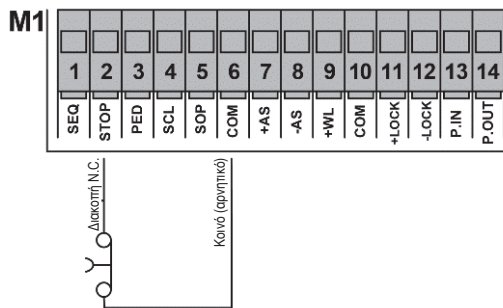 M1
1 2 3 4 5 6 7 8 9 10 11 12 13 14
SEQ
STOP
PED
SCL
SOP
COM
+AS
-AS
+WL
COM
+LOCK
-LOCK
P.IN
P.OUT
Διακοπή N.C.
Κοινό (αρνητικό)